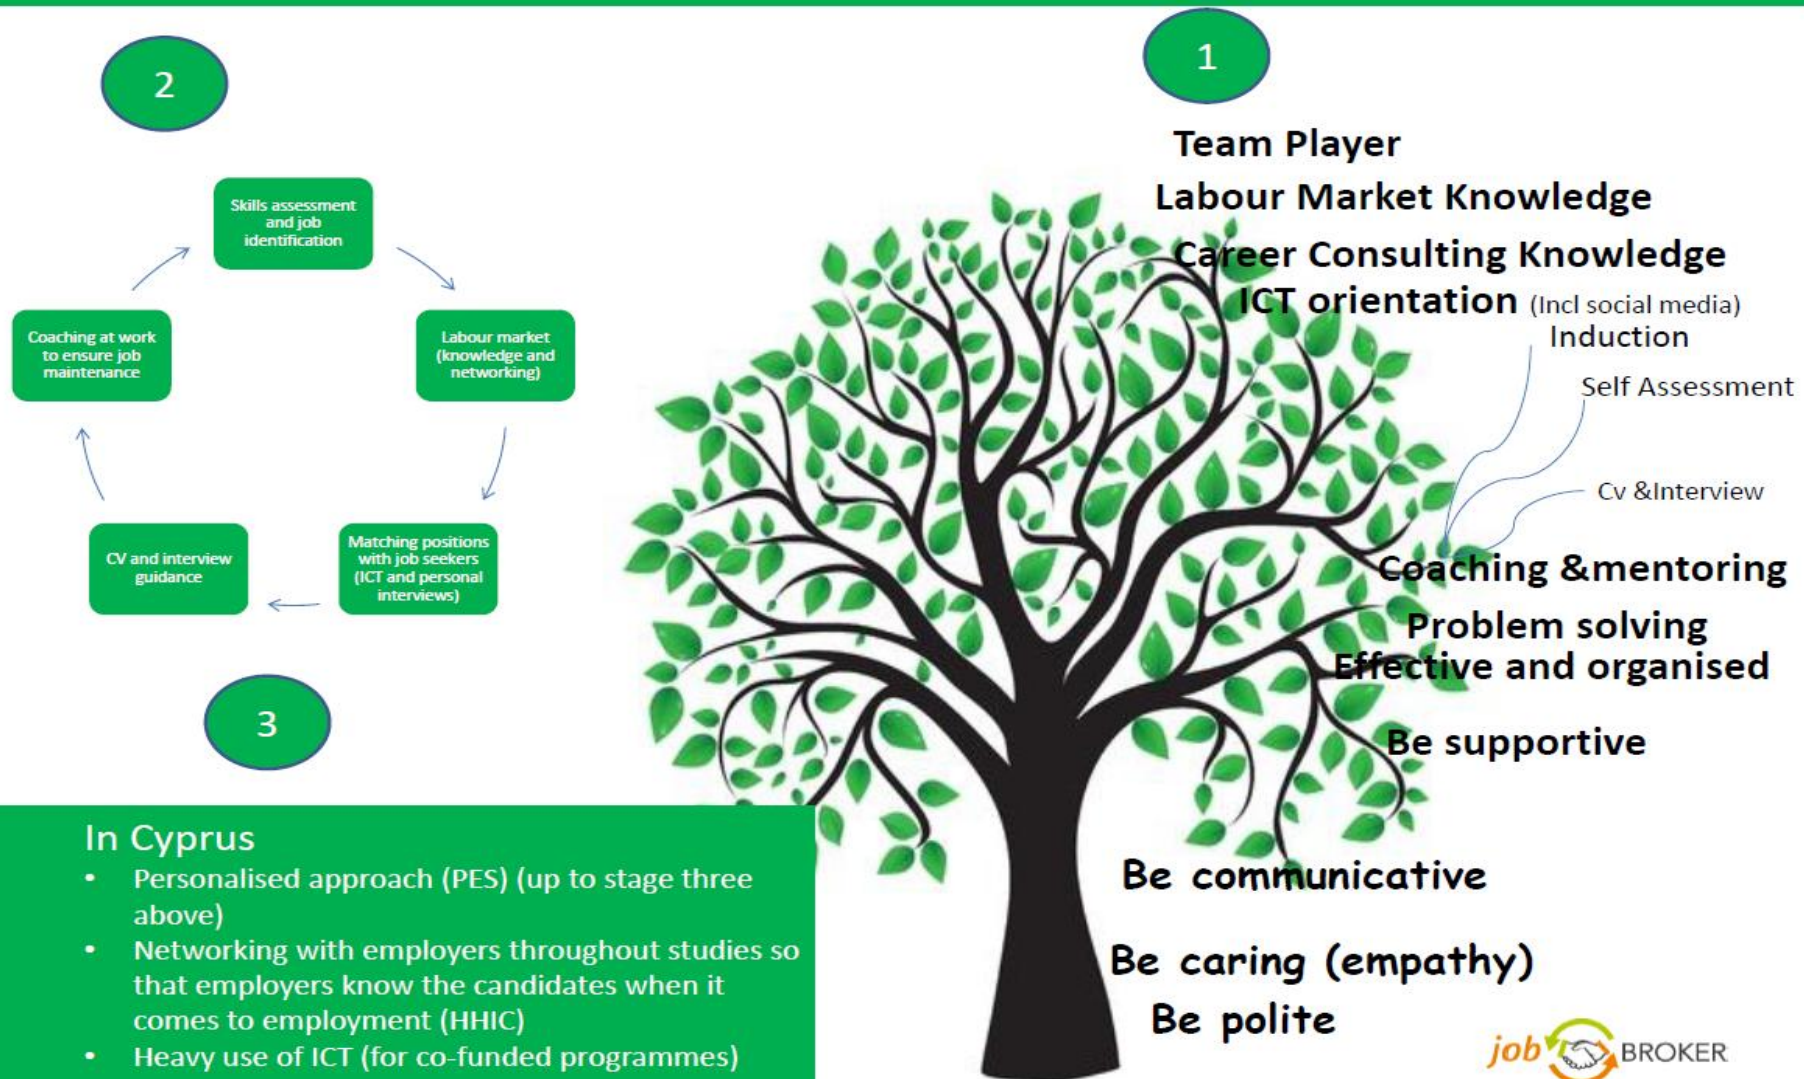 1
Team Player
Labour Market Knowledge
Career Consulting Knowledge
ICT orientation (Incl social media)
Induction
Self Assessment
Cv &Interview
Coaching &mentoring
Problem solving
Effective and organised
Be supportive
Be communicative
Be caring (empathy)
Be polite
2
Skills assessment
and job
identification
Labour market
(knowledge and
networking)
Matching positions
with job seekers
(ICT and personal
interviews)
CV and interview
guidance
Coaching at work
to ensure job
maintenance
3
In Cyprus
• Personalised approach (PES) (up to stage three
above)
• Networking with employers throughout studies so
that employers know the candidates when it
comes to employment (HHIC)
• Heavy use of ICT (for co-funded programmes)
job BROKER